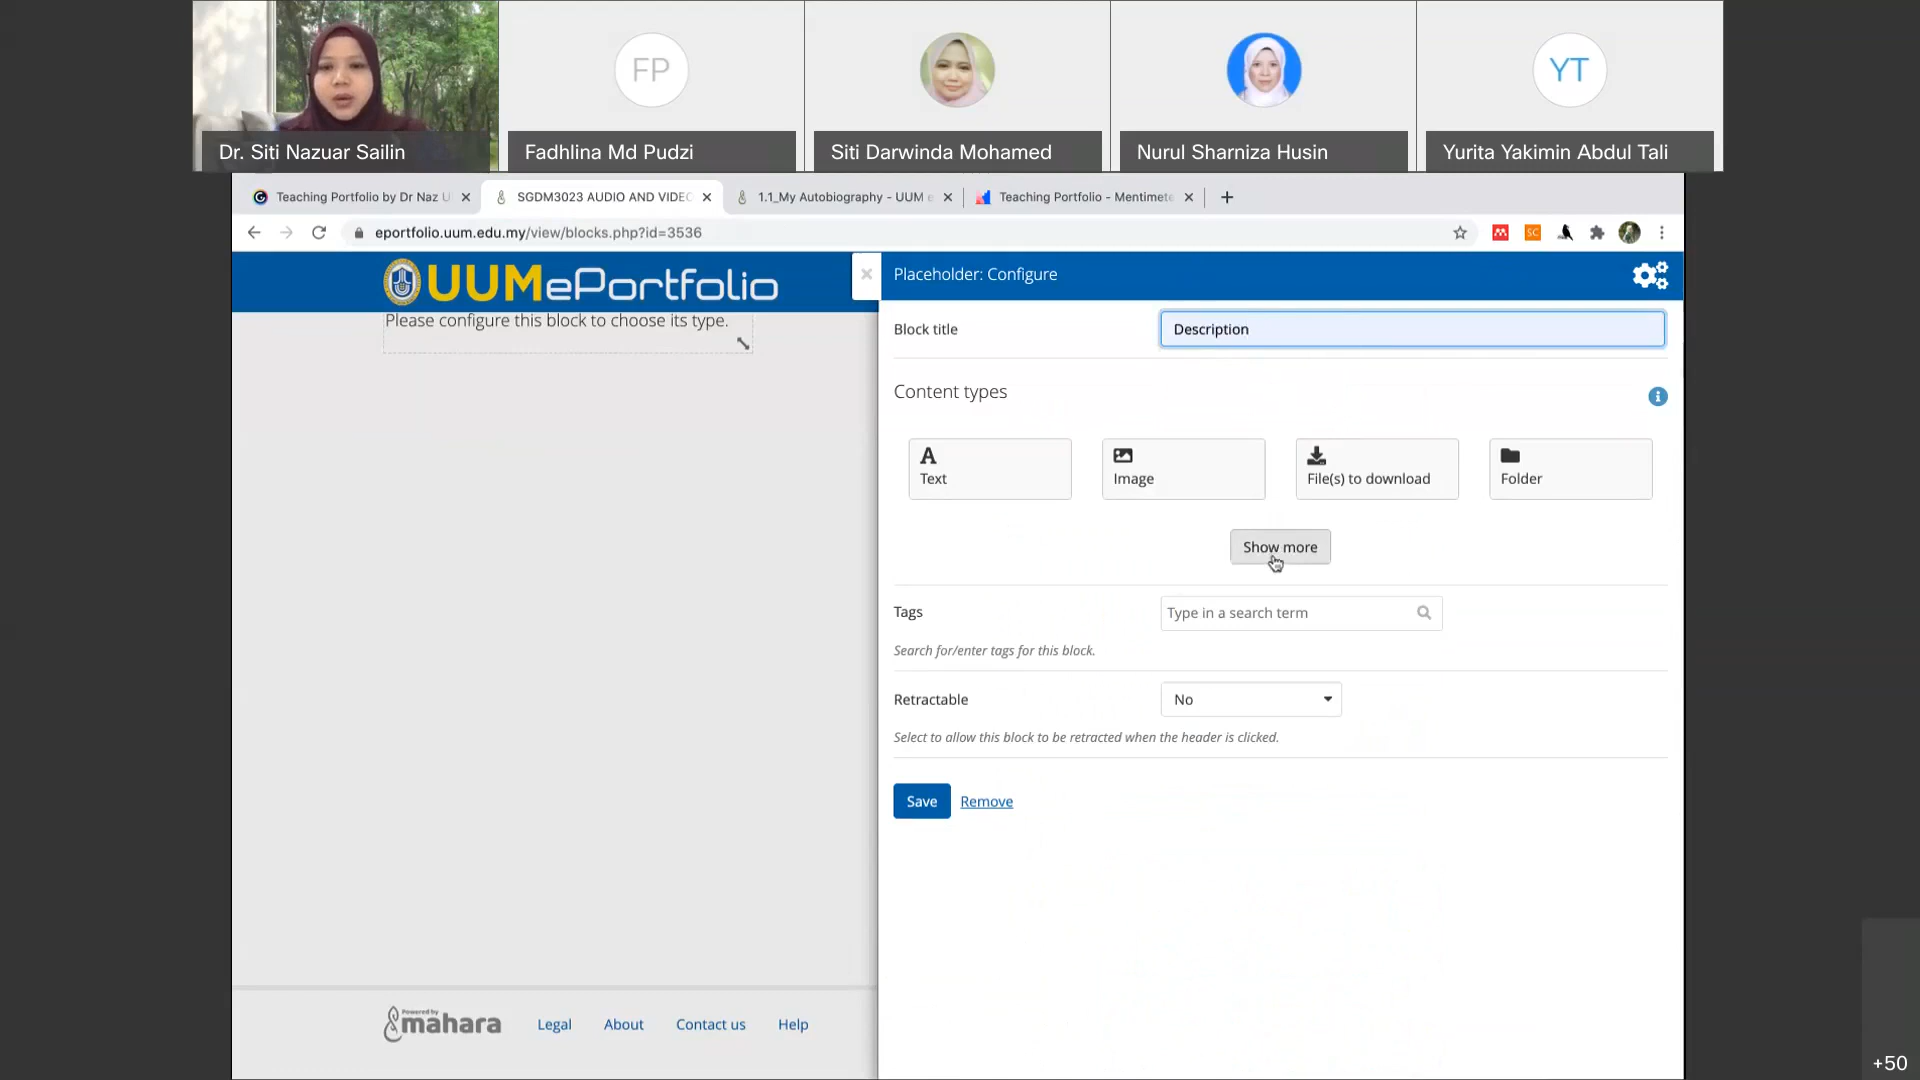 FP
YT
Dr. Siti Nazuar Sailin
Fadhlina Md Pudzi
Siti Darwinda Mohamed
Nurul Sharniza Husin
Yurita Yakimin Abdul Tali
Teaching Portfolio by Dr Naz U
SGDM3023 AUDIO AND VIDEO
1.1_My Autobiography - UUM e
Teaching Portfolio - Mentimete
eportfolio.uum.edu.my/view/blocks.php?id=3536
SC
UUMePortfolio
Placeholder: Configure
Please configure this block to choose its type.
Block title
Description
Content types
Text
Image
File(s) to download
Folder
Show more
Tags
Type in a search term
Search for/enter tags for this block.
Retractable
No
Select to allow this block to be retracted when the header is clicked.
Save
Remove
Powered by
mahara
Legal
About
Contact us
Help
+50